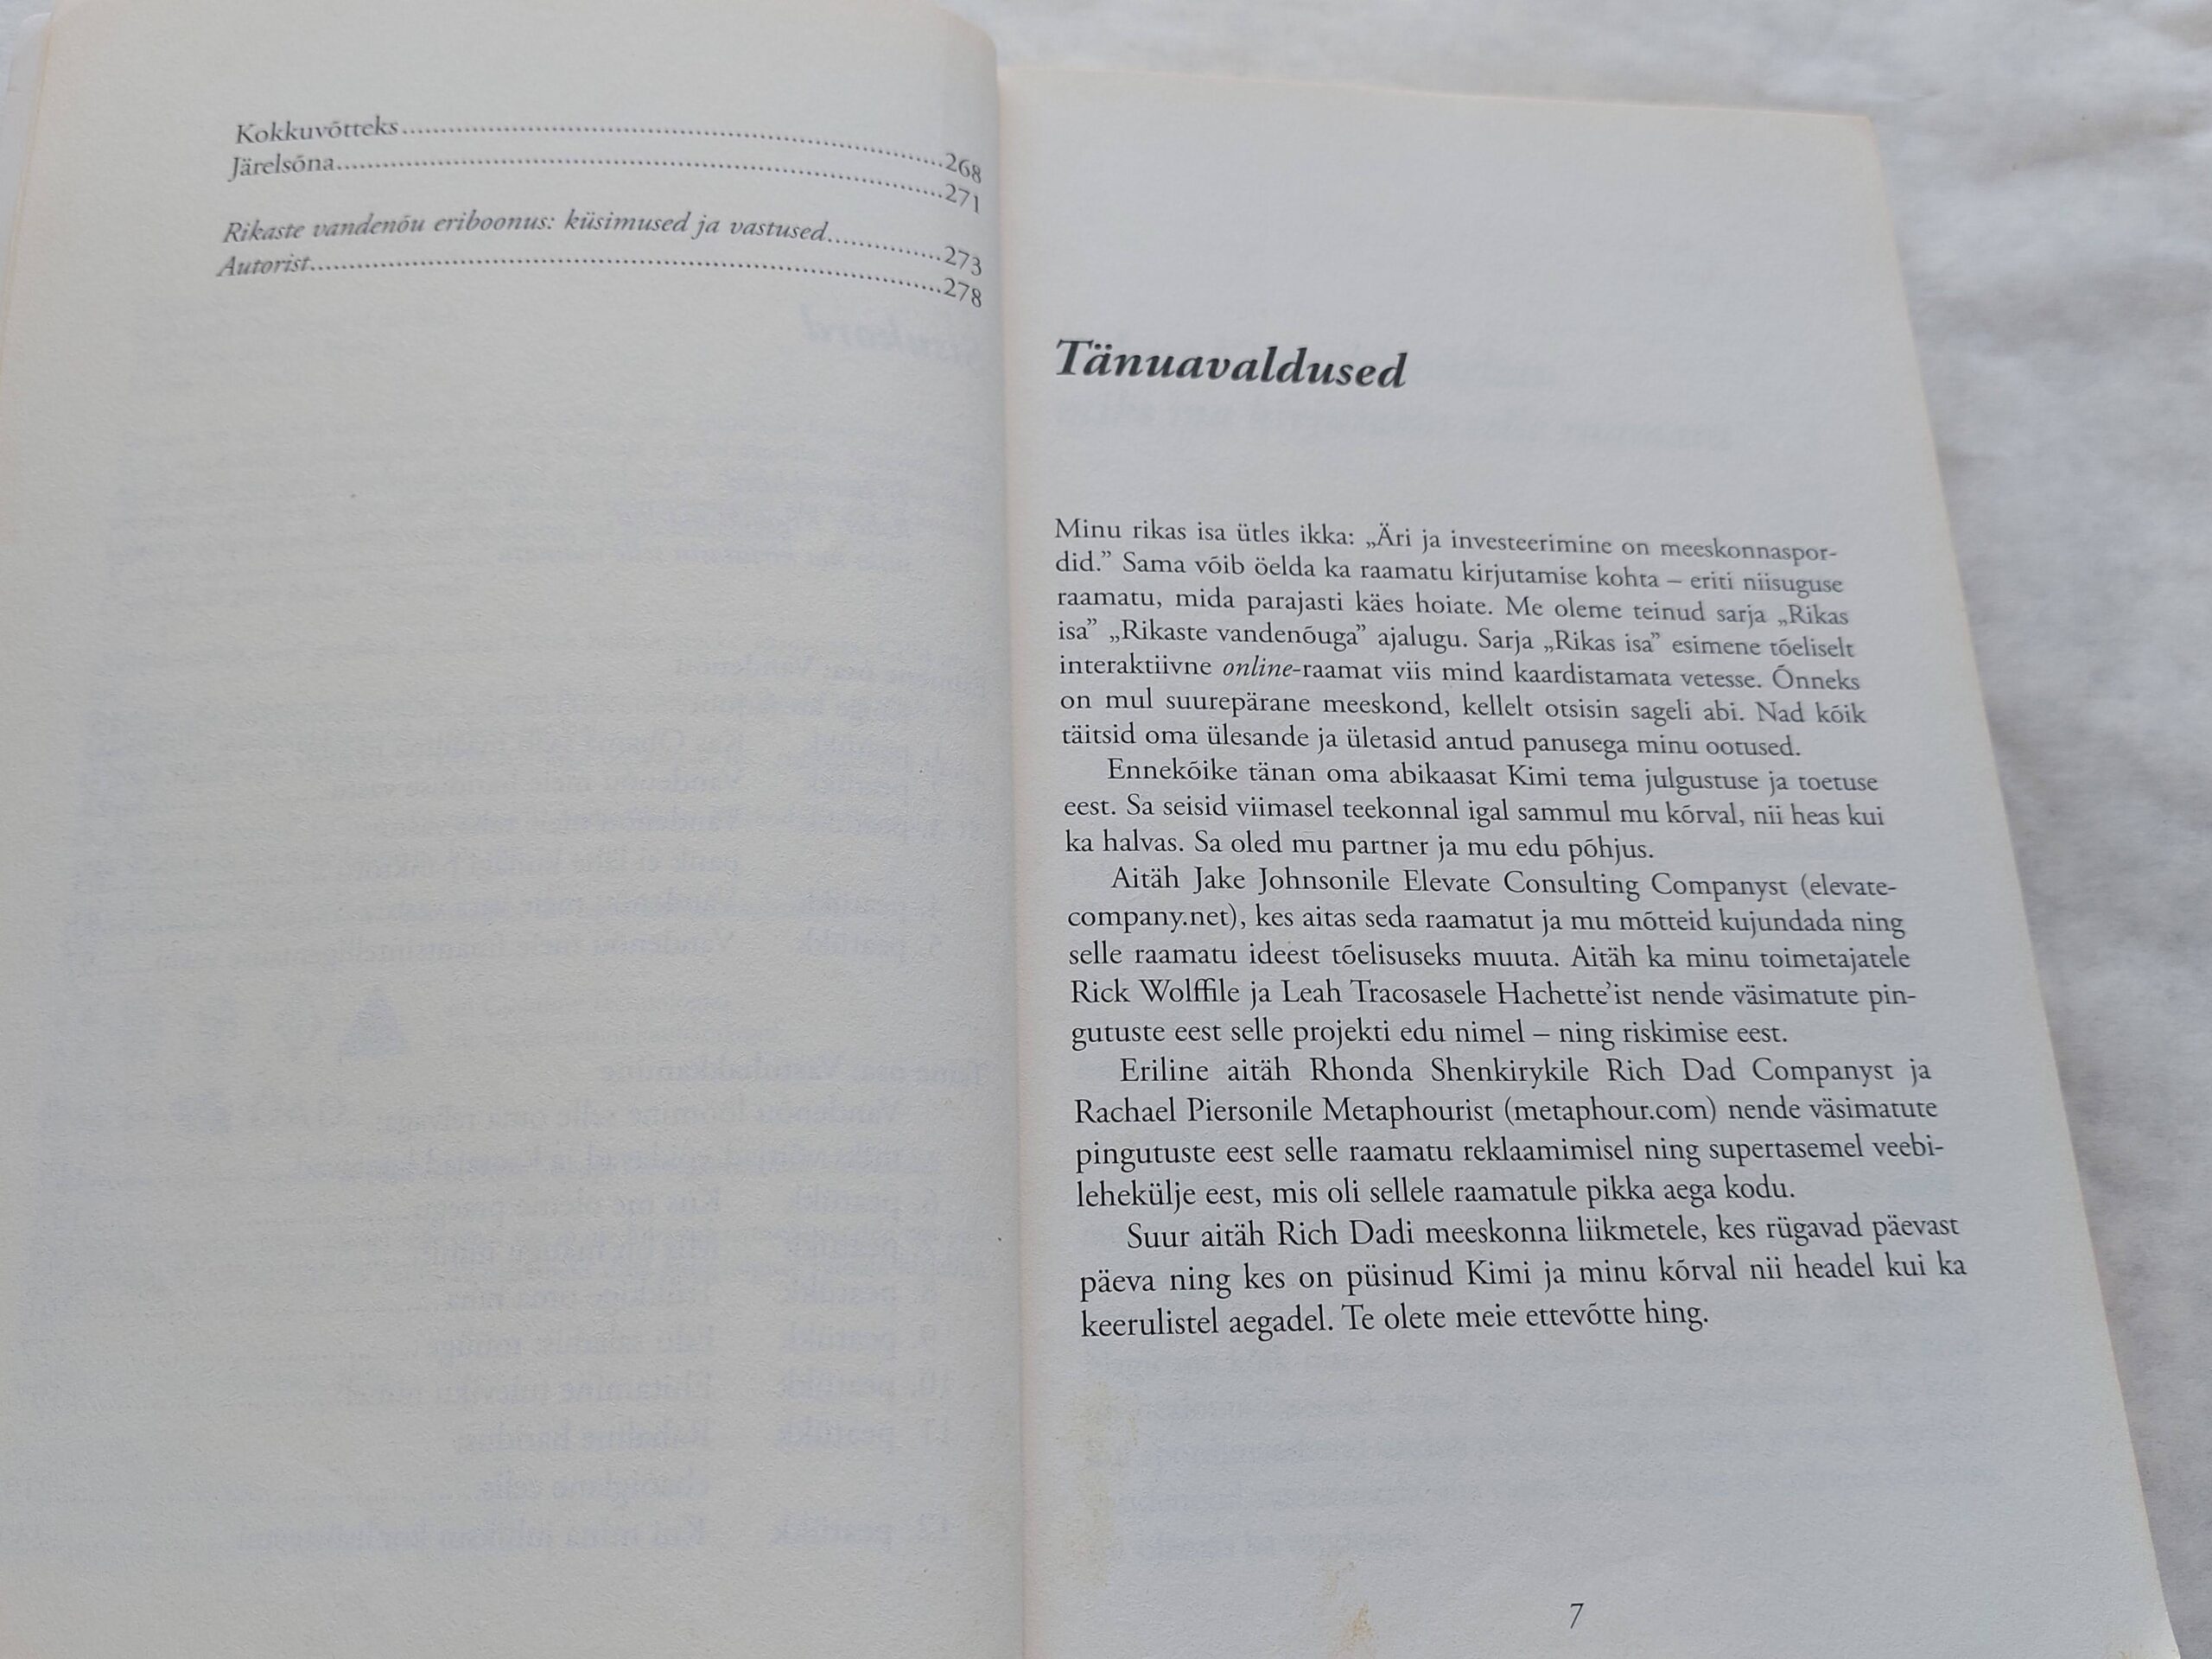 Kokkuvõtteks....................268
Järelsõna....................271
Rikaste vandenõu eriboonus: küsimused ja vastused....................273
Autorist....................278
Tänuavaldused
Minu rikas isa ütles ikka: „Äri ja investeerimine on meeskonnaspor-
did.” Sama võib öelda ka raamatu kirjutamise kohta – eriti niisuguse
raamatu, mida parajasti käes hoiate. Me oleme teinud sarja „Rikas
isa” „Rikaste vandenõuga” ajalugu. Sarja „Rikas isa” esimene tõeliselt
interaktiivne online-raamat viis mind kaardistamata vetesse. Õnneks
on mul suurepärane meeskond, kellelt otsisin sageli abi. Nad kõik
täitsid oma ülesande ja ületasid antud panusega minu ootused.
Ennekõike tänan oma abikaasat Kimi tema julgustuse ja toetuse
eest. Sa seisid viimasel teekonnal igal sammul mu kõrval, nii heas kui
ka halvas. Sa oled mu partner ja mu edu põhjus.
Aitäh Jake Johnsonile Elevate Consulting Companyst (elevate-
company.net), kes aitas seda raamatut ja mu mõtteid kujundada ning
selle raamatu ideest tõelisuseks muuta. Aitäh ka minu toimetajatele
Rick Wolffile ja Leah Tracosasele Hachette’ist nende väsimatute pin-
gutuste eest selle projekti edu nimel – ning riskimise eest.
Eriline aitäh Rhonda Shenkirykile Rich Dad Companyst ja
Rachael Piersonile Metaphourist (metaphour.com) nende väsimatute
pingutuste eest selle raamatu reklaamimisel ning supertasemel veebi-
lehekülje eest, mis oli sellele raamatule pikka aega kodu.
Suur aitäh Rich Dadi meeskonna liikmetele, kes rügavad päevast
päeva ning kes on püsinud Kimi ja minu kõrval nii headel kui ka
keerulistel aegadel. Te olete meie ettevõtte hing.
7